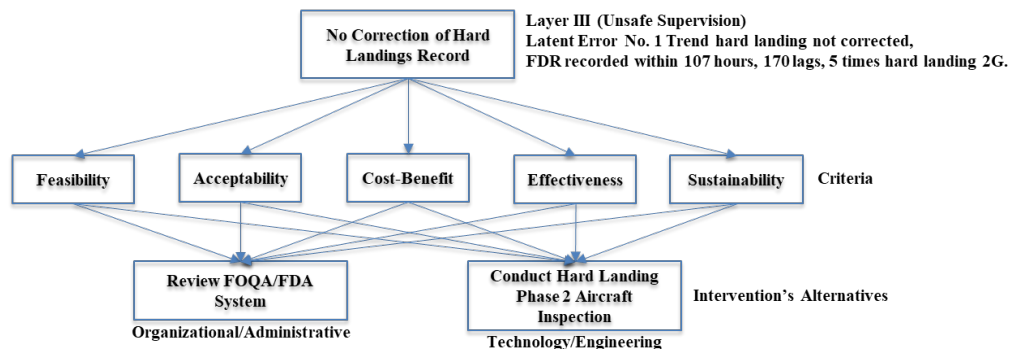 No Correction of Hard
Landings Record
Layer III (Unsafe Supervision)
Latent Error No. 1 Trend hard landing not corrected,
FDR recorded within 107 hours, 170 lags, 5 times hard landing 2G.
Feasibility
Acceptability
Cost-Benefit
Effectiveness
Sustainability
Criteria
Review FOQA/FDA
System
Organizational/Administrative
Conduct Hard Landing
Phase 2 Aircraft
Inspection
Technology/Engineering
Intervention's Alternatives